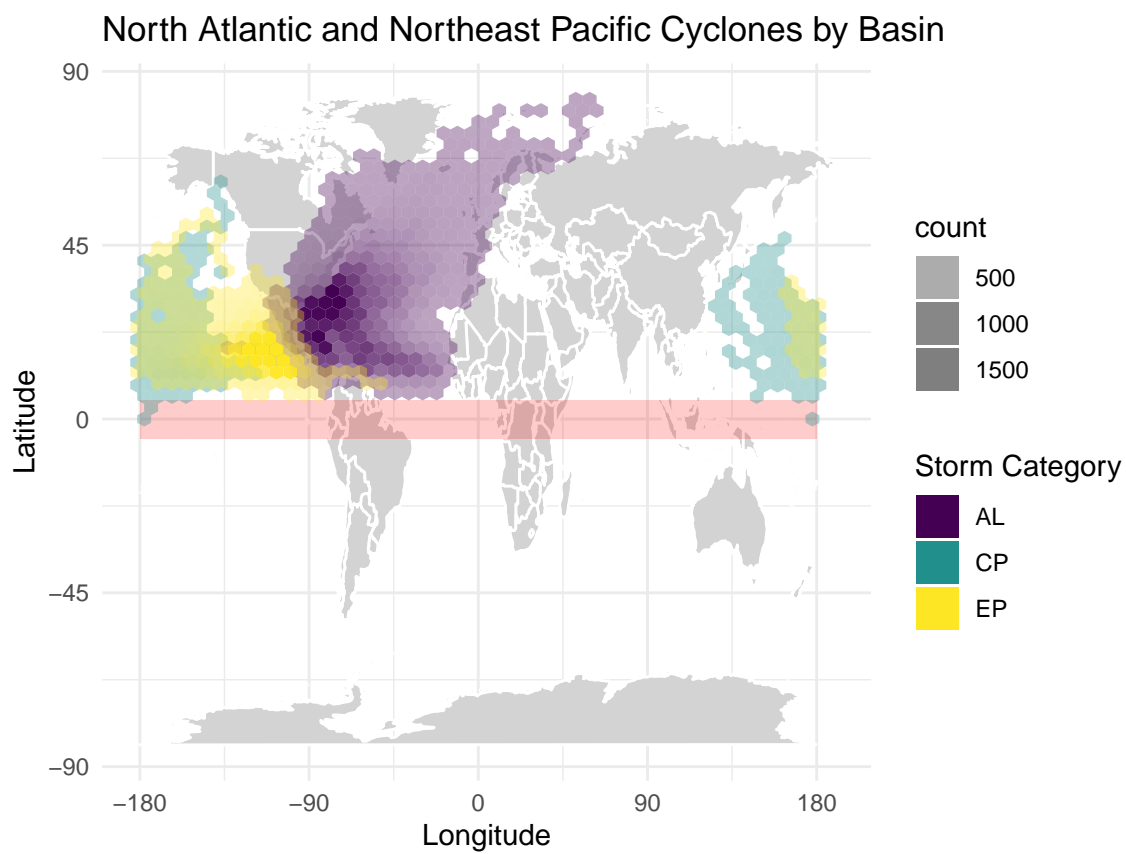 North Atlantic and Northeast Pacific Cyclones by Basin
90
45
0
−45
−90
Latitude
−180
−90
0
90
180
Longitude
count
500
1000
1500
Storm Category
AL
CP
EP